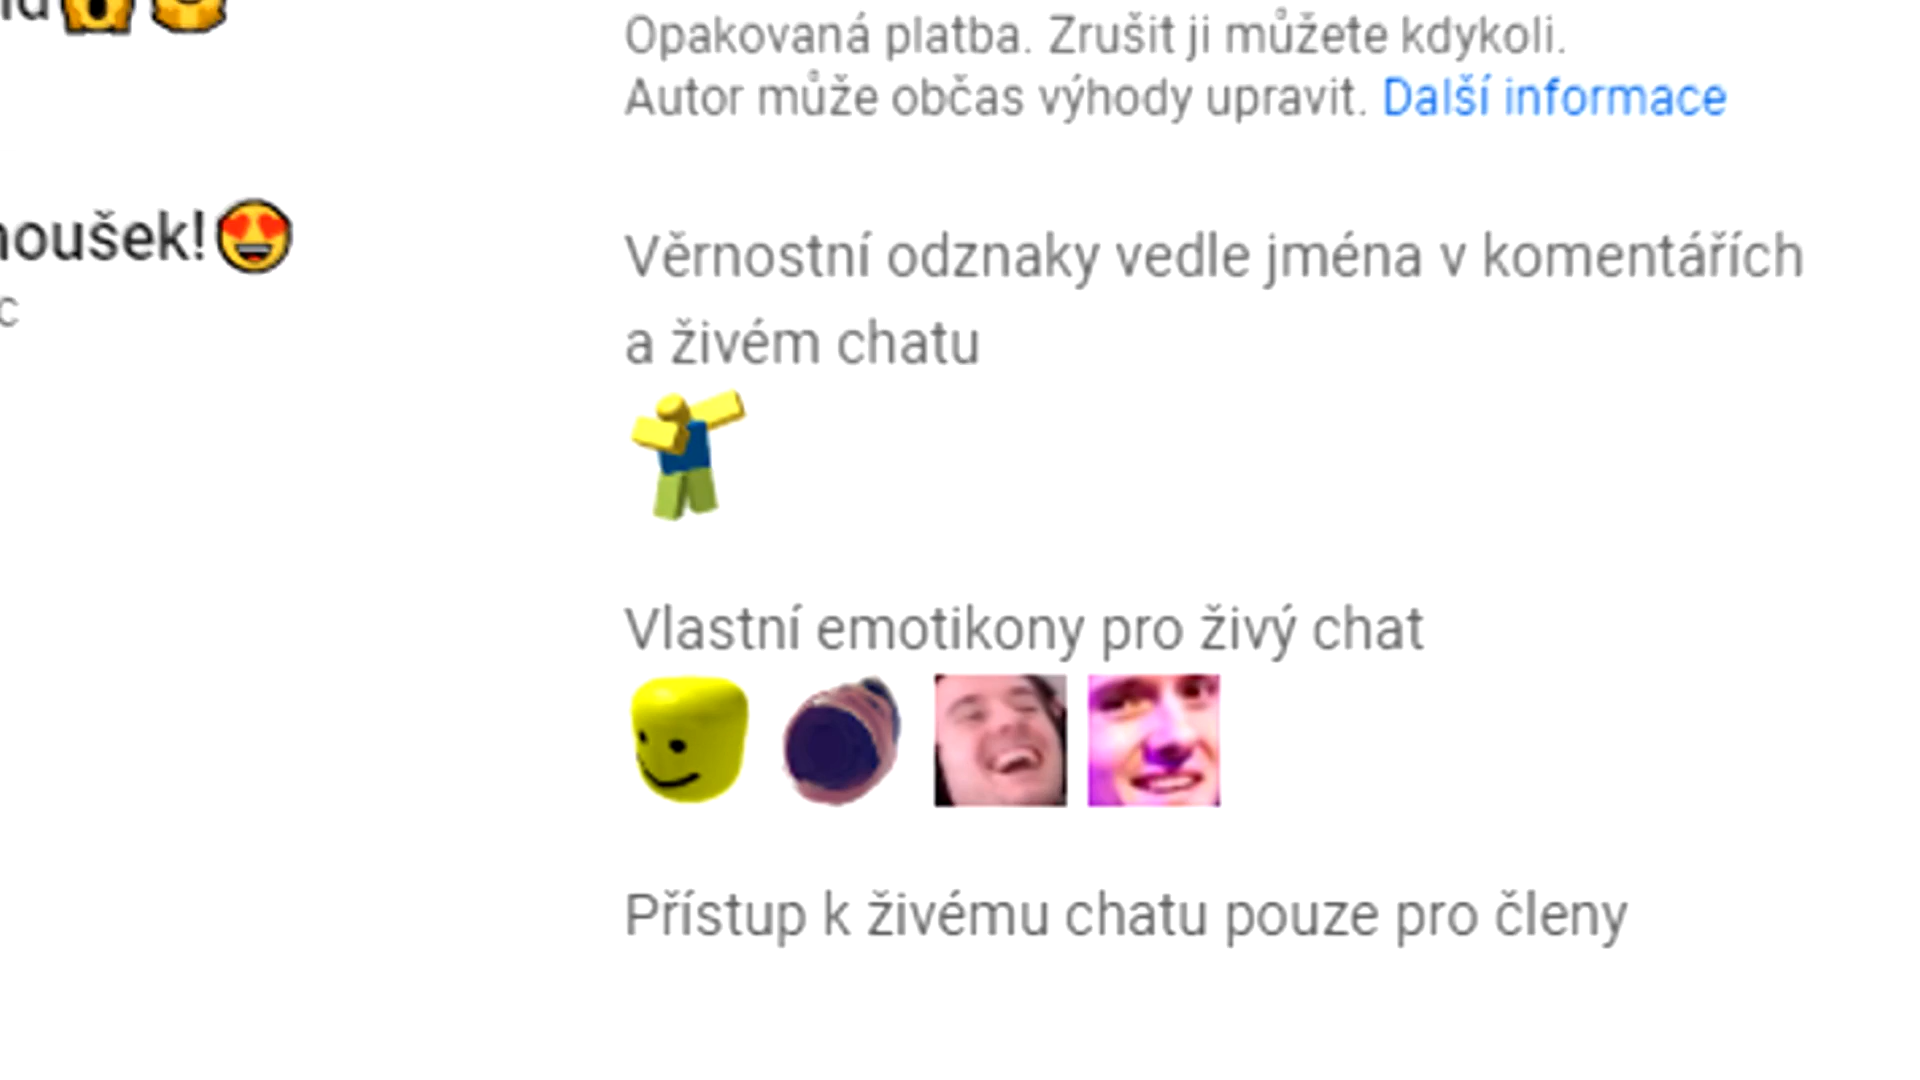 Opakovaná platba. Zrušit ji můžete kdykoli.
Autor může občas výhody upravit. Další informace
noušek!
c
Věrnostní odznaky vedle jména v komentářích
a živém chatu
Vlastní emotikony pro živý chat
Přístup k živému chatu pouze pro členy